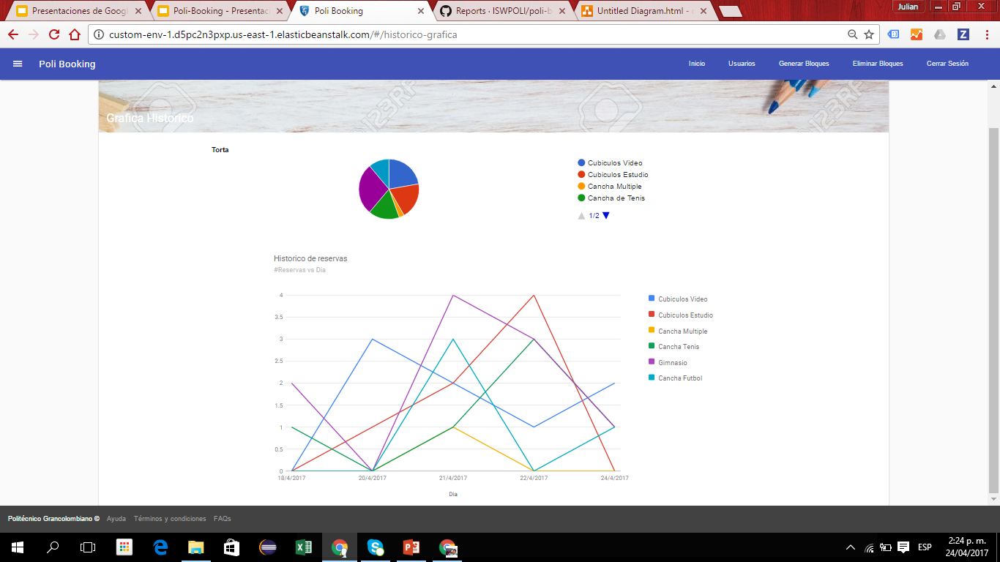 Presentaciones de Googl
Poli-Booking - Presentac
Poli Booking
Reports · ISWPOLI/poli-b
Untitled Diagram.html -
Julian
custom-env-1.d5pc2n3pxp.us-east-1.elasticbeanstalk.com/#/historico-grafica
Poli Booking
Inicio
Usuarios
Generar Bloques
Eliminar Bloques
Cerrar Sesión
123RF
123RF
Grafica Historico
Torta
Cubiculos Video
Cubiculos Estudio
Cancha Multiple
Cancha de Tenis
1/2
Historico de reservas
#Reservas vs Dia
4
3.5
3
2.5
2
1.5
1
0.5
0
18/4/2017
20/4/2017
21/4/2017
22/4/2017
24/4/2017
Dia
Cubiculos Video
Cubiculos Estudio
Cancha Multiple
Cancha Tenis
Gimnasio
Cancha Futbol
Politécnico Grancolombiano ©
Ayuda
Términos y condiciones
FAQs
ESP
2:24 p. m.
24/04/2017